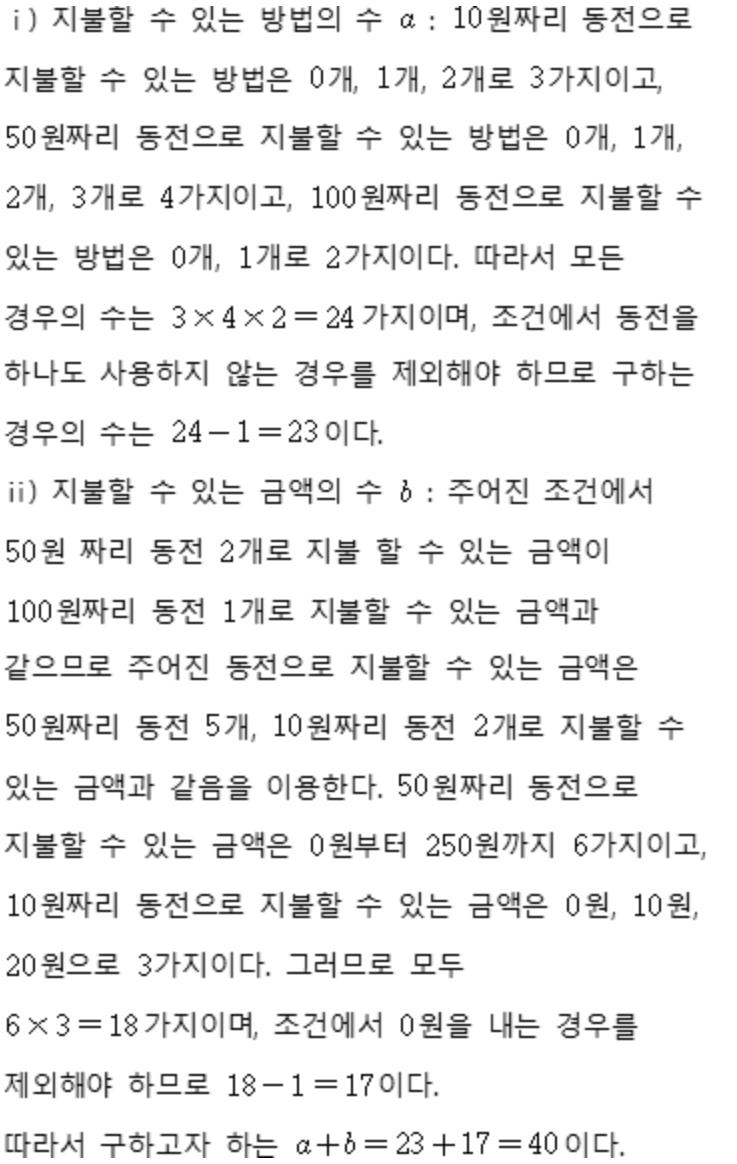 ⅰ) 지불할 수 있는 방법의 수 a : 10원짜리 동전으로
지불할 수 있는 방법은 0개, 1개, 2개로 3가지이고,
50원짜리 동전으로 지불할 수 있는 방법은 0개, 1개,
2개, 3개로 4가지이고, 100원짜리 동전으로 지불할 수
있는 방법은 0개, 1개로 2가지이다. 따라서 모든
경우의 수는 3×4×2=24가지이며, 조건에서 동전을
하나도 사용하지 않는 경우를 제외해야 하므로 구하는
경우의 수는 24-1=23이다.
ⅱ) 지불할 수 있는 금액의 수 b : 주어진 조건에서
50원 짜리 동전 2개로 지불 할 수 있는 금액이
100원짜리 동전 1개로 지불할 수 있는 금액과
같으므로 주어진 동전으로 지불할 수 있는 금액은
50원짜리 동전 5개, 10원짜리 동전 2개로 지불할 수
있는 금액과 같음을 이용한다. 50원짜리 동전으로
지불할 수 있는 금액은 0원부터 250원까지 6가지이고,
10원짜리 동전으로 지불할 수 있는 금액은 0원, 10원,
20원으로 3가지이다. 그러므로 모두
6×3=18가지이며, 조건에서 0원을 내는 경우를
제외해야 하므로 18-1=17이다.
따라서 구하고자 하는 a+b=23+17=40이다.